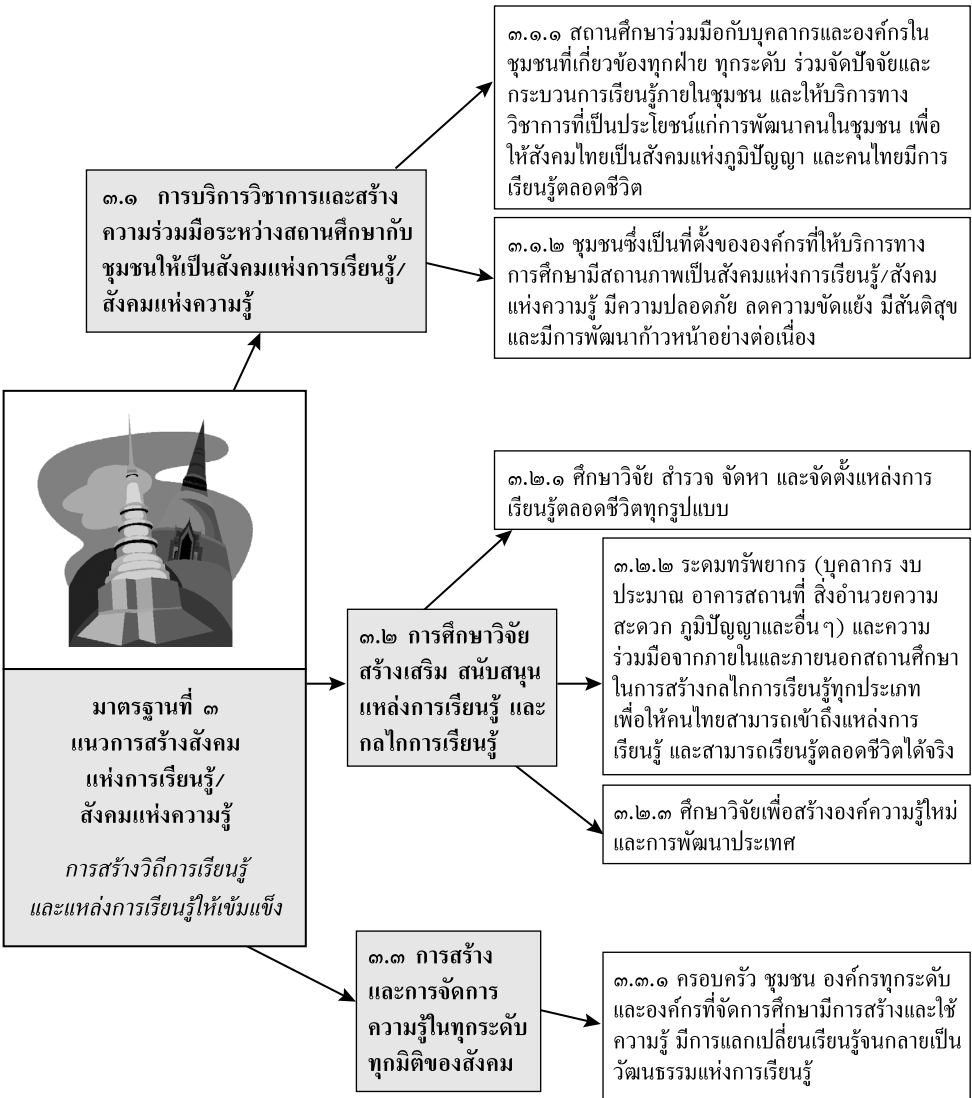 ๓.๑.๑ สถานศึกษาร่วมมือกับบุคลากรและองค์กรใน
ชุมชนที่เกี่ยวข้องทุกฝ่าย ทุกระดับ ร่วมจัดปัจจัยและ
กระบวนการเรียนรู้ภายในชุมชน และให้บริการทาง
วิชาการที่เป็นประโยชน์แก่การพัฒนาคนในชุมชน เพื่อ
ให้สังคมไทยเป็นสังคมแห่งภูมิปัญญา และคนไทยมีการ
เรียนรู้ตลอดชีวิต
๓.๑ การบริการวิชาการและสร้าง
ความร่วมมือระหว่างสถานศึกษากับ
ชุมชนให้เป็นสังคมแห่งการเรียนรู้/
สังคมแห่งความรู้
๓.๑.๒ ชุมชนซึ่งเป็นที่ตั้งขององค์กรที่ให้บริการทาง
การศึกษามีสถานภาพเป็นสังคมแห่งการเรียนรู้/สังคม
แห่งความรู้ มีความปลอดภัย ลดความขัดแย้ง มีสันติสุข
และมีการพัฒนาก้าวหน้าอย่างต่อเนื่อง
มาตรฐานที่ ๓
แนวการสร้างสังคม
แห่งการเรียนรู้/
สังคมแห่งความรู้
การสร้างวิถีการเรียนรู้
และแหล่งการเรียนรู้ให้เข้มแข็ง
๓.๒ การศึกษาวิจัย
สร้างเสริม สนับสนุน
แหล่งการเรียนรู้ และ
กลไกการเรียนรู้
๓.๒.๑ ศึกษาวิจัย สำรวจ จัดหา และจัดตั้งแหล่งการ
เรียนรู้ตลอดชีวิตทุกรูปแบบ
๓.๒.๒ ระดมทรัพยากร (บุคลากร งบ
ประมาณ อาคารสถานที่ สิ่งอำนวยความ
สะดวก ภูมิปัญญาและอื่น ๆ) และความ
ร่วมมือจากภายในและภายนอกสถานศึกษา
ในการสร้างกลไกการเรียนรู้ทุกประเภท
เพื่อให้คนไทยสามารถเข้าถึงแหล่งการ
เรียนรู้ และสามารถเรียนรู้ตลอดชีวิตได้จริง
๓.๒.๓ ศึกษาวิจัยเพื่อสร้างองค์ความรู้ใหม่
และการพัฒนาประเทศ
๓.๓ การสร้าง
และการจัดการ
ความรู้ในทุกระดับ
ทุกมิติของสังคม
๓.๓.๑ ครอบครัว ชุมชน องค์กรทุกระดับ
และองค์กรที่จัดการศึกษามีการสร้างและใช้
ความรู้ มีการแลกเปลี่ยนเรียนรู้จนกลายเป็น
วัฒนธรรมแห่งการเรียนรู้